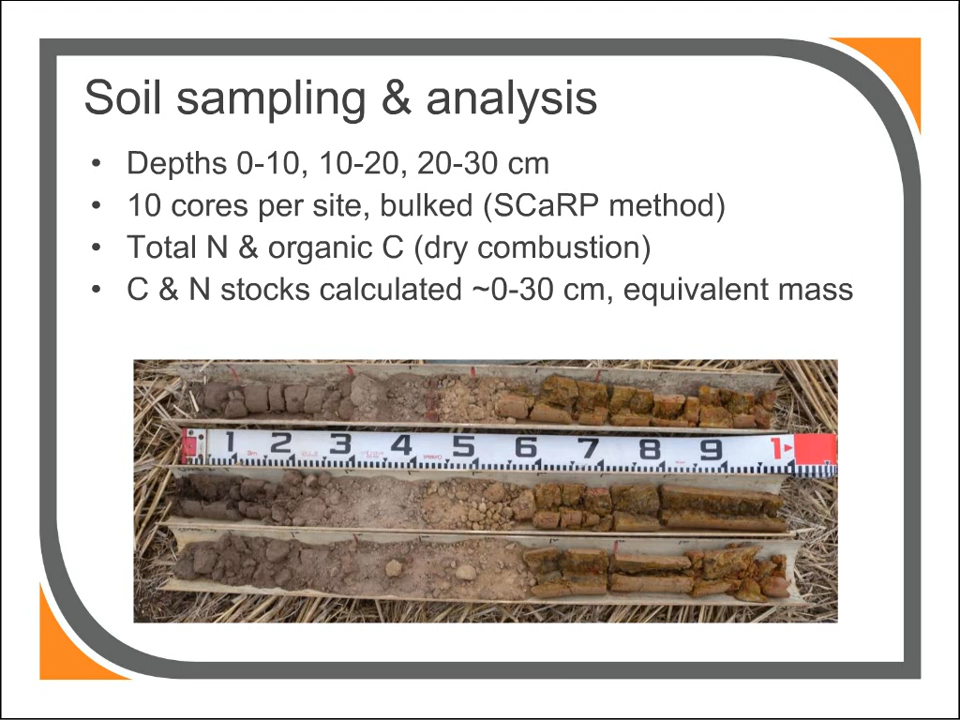 Soil sampling & analysis
• Depths 0-10, 10-20, 20-30 cm
• 10 cores per site, bulked (SCaRP method)
• Total N & organic C (dry combustion)
• C & N stocks calculated ~0-30 cm, equivalent mass
1 2 3 4 5 6 7 8 9 1